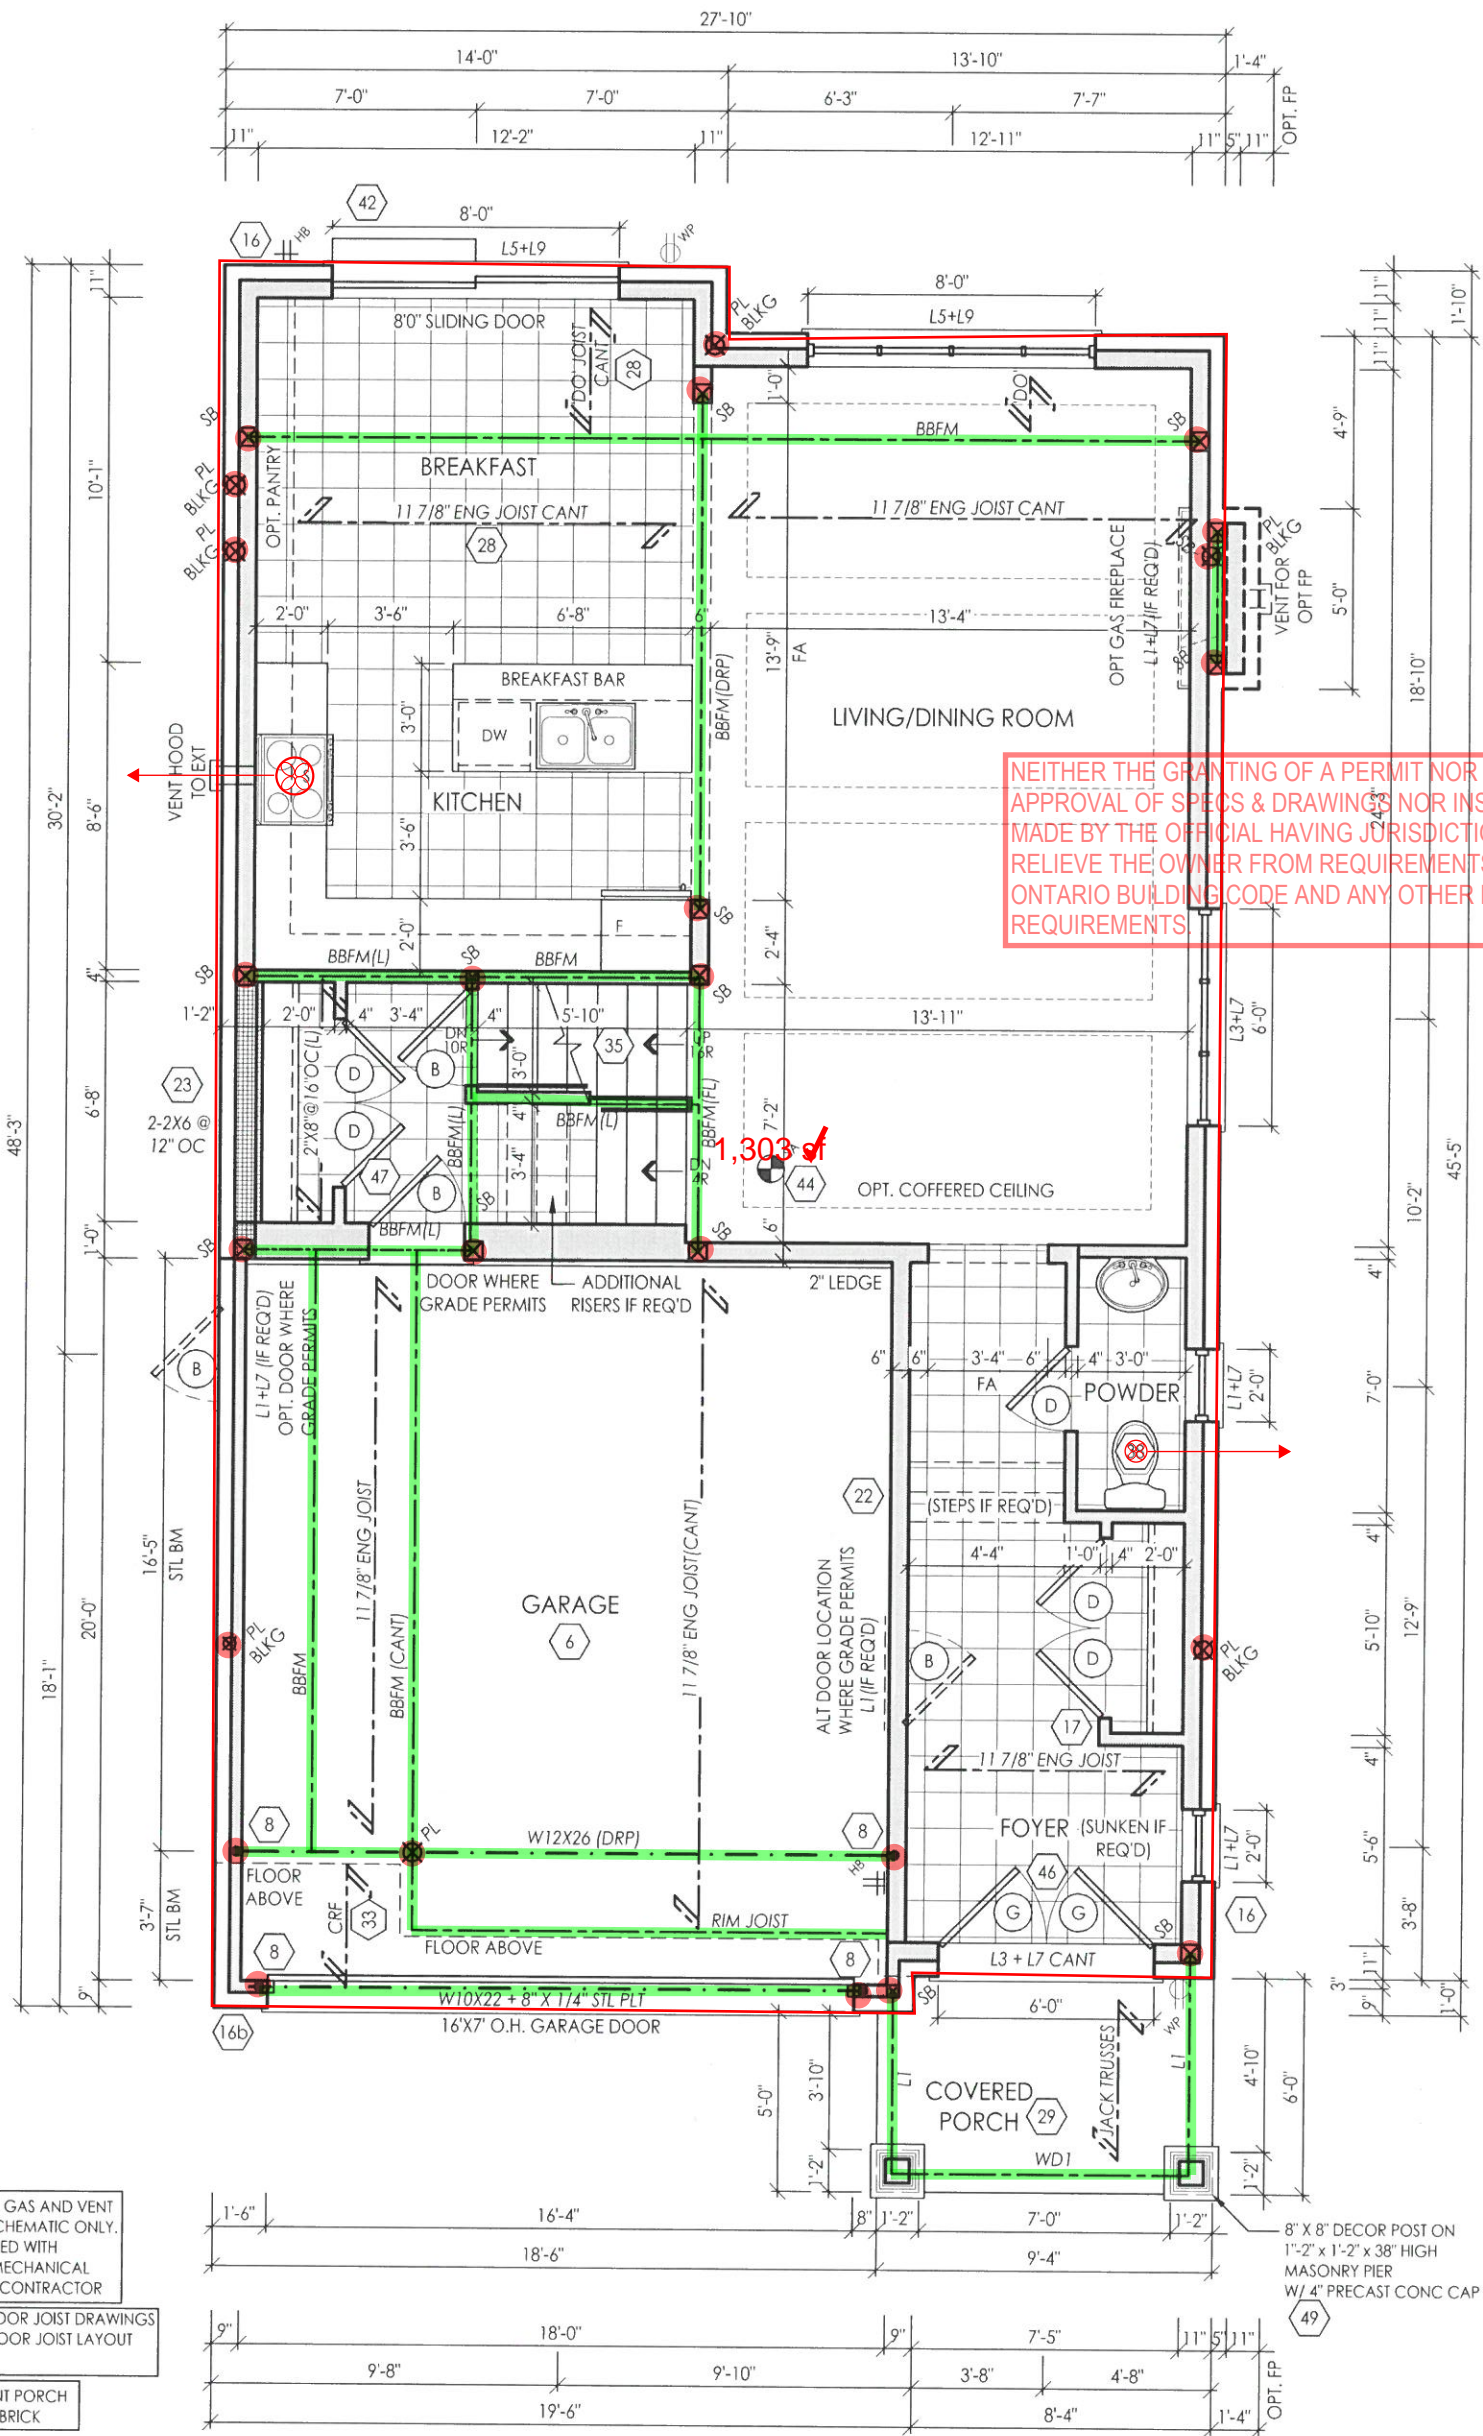 27'-10"
14'-0"
13'-10"
1'-4"
7'-0"
7'-0"
6'-3"
7'-7"
OPT. FP
11"
12'-2"
11"
12'-11"
11"
5"
11"
42
8'-0"
16
HB
L5+L9
WP
8'-0"
L5+L9
PL
BLKG
8'0" SLIDING DOOR
'DO' JOIST
CANT
28
'DO'
1'-0"
SB
SB
BBFM
SB
OPT. PANTRY
BREAKFAST
PL
BLKG
PL
BLKG
11 7/8" ENG JOIST CANT
28
11 7/8" ENG JOIST CANT
PL
BLKG
VENT FOR
OPT FP
OPT GAS FIREPLACE
L1+L7(IF REQ'D)
2'-0"
3'-6"
6'-8"
6"
13'-4"
13'-9"
FA
BREAKFAST BAR
BBFM(DRP)
3'-0"
DW
LIVING/DINING ROOM
VENT HOOD
TO EXT
KITCHEN
3'-6"
NEITHER THE GRANTING OF A PERMIT NOR
APPROVAL OF SPECS & DRAWINGS NOR INS
MADE BY THE OFFICIAL HAVING JURISDICTI
RELIEVE THE OWNER FROM REQUIREMENTS
ONTARIO BUILDING CODE AND ANY OTHER
REQUIREMENTS.
SB
F
2'-0"
2'-4"
SB
BBFM(L)
SB
BBFM
SB
1'-2"
2'-0"
4"
3'-4"
4"
5'-10"
13'-11"
DN
10R
35
UP
16R
3'-0"
L3+L7
6'-0"
23
2-2X6 @
12" OC
D
B
2"X8"@16"OC(L)
D
47
B
BBFM(L)
BBFM(L)
4"
3'-4"
BBFM(FL)
7'-2"
1,303 sf
44
OPT. COFFERED CEILING
SB
SB
BBFM(L)
SB
6"
DOOR WHERE
GRADE PERMITS
ADDITIONAL
RISERS IF REQ'D
2" LEDGE
L1+L7 (IF REQ'D)
OPT. DOOR WHERE
GRADE PERMITS
B
6"
6"
3'-4"
6"
4"
3'-0"
FA
D
POWDER
L1+L7
2'-0"
22
(STEPS IF REQ'D)
4'-4"
1'-0"
4"
2'-0"
11 7/8" ENG JOIST
11 7/8" ENG JOIST(CANT)
GARAGE
6
ALT DOOR LOCATION
WHERE GRADE PERMITS
L1(IF REQ'D)
D
D
B
PL
BLKG
PL
BLKG
BBFM
BBFM (CANT)
17
11 7/8" ENG JOIST
8
PL
W12X26 (DRP)
8
HB
FOYER
(SUNKEN IF
REQ'D)
46
L1+L7
2'-0"
FLOOR
ABOVE
CRF
33
G
G
16
SB
RIM JOIST
FLOOR ABOVE
8
8
L3 + L7 CANT
W10X22 + 8" X 1/4" STL PLT
SB
6'-0"
WP
16b
16'X7' O.H. GARAGE DOOR
L1
L1
JACK TRUSSES
COVERED
PORCH
29
WD1
48'-3"
30'-2"
18'-1"
11"
10'-1"
8'-6"
4"
6'-8"
1'-0"
20'-0"
9"
16'-5"
STL BM
3'-7"
STL BM
11"
11"
11"
1'-10"
4'-9"
5'-0"
18'-10"
24'-3"
45'-5"
10'-2"
4"
7'-0"
4"
5'-10"
12'-9"
4"
5'-6"
3'-8"
11"
3"
9"
1'-0"
5'-0"
3'-10"
1'-2"
4'-10"
6'-0"
1'-2"
1'-6"
16'-4"
8"
1'-2"
7'-0"
1'-2"
18'-6"
9'-4"
8" X 8" DECOR POST ON
1'-2" x 1'-2" x 38" HIGH
MASONRY PIER
W/ 4" PRECAST CONC CAP
49
GAS AND VENT
CHEMATIC ONLY.
ED WITH
MECHANICAL
CONTRACTOR
OOR JOIST DRAWINGS
OOR JOIST LAYOUT
NT PORCH
BRICK
9"
18'-0"
9"
7'-5"
11"
5"
11"
9'-8"
9'-10"
3'-8"
4'-8"
OPT. FP
19'-6"
8'-4"
1'-4"